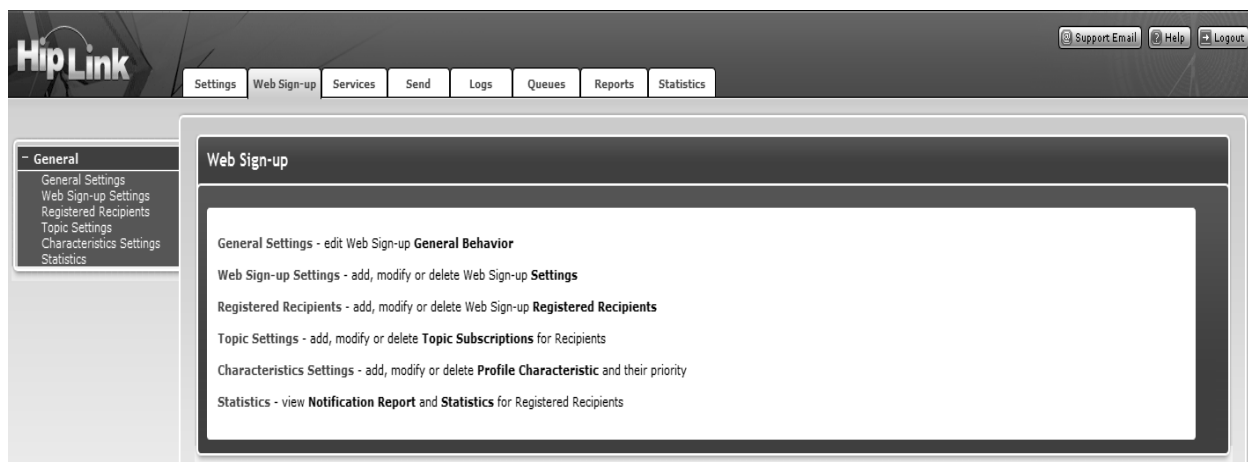 HipLink
Support Email Help Logout
Settings Web Sign-up Services Send Logs Queues Reports Statistics
− General
General Settings
Web Sign-up Settings
Registered Recipients
Topic Settings
Characteristics Settings
Statistics
Web Sign-up
General Settings - edit Web Sign-up General Behavior
Web Sign-up Settings - add, modify or delete Web Sign-up Settings
Registered Recipients - add, modify or delete Web Sign-up Registered Recipients
Topic Settings - add, modify or delete Topic Subscriptions for Recipients
Characteristics Settings - add, modify or delete Profile Characteristic and their priority
Statistics - view Notification Report and Statistics for Registered Recipients